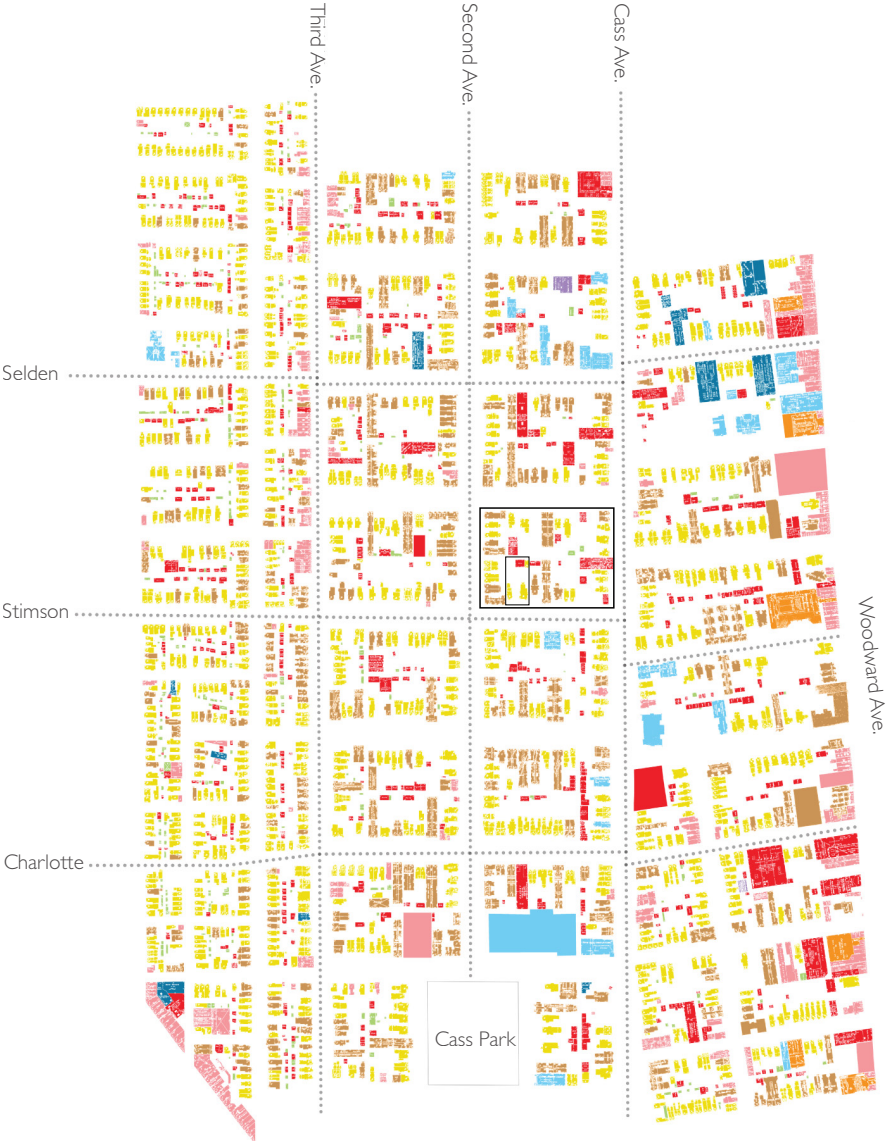 Third Ave.
Second Ave.
Cass Ave.
Selden
Stimson
Woodward Ave.
Charlotte
Cass Park